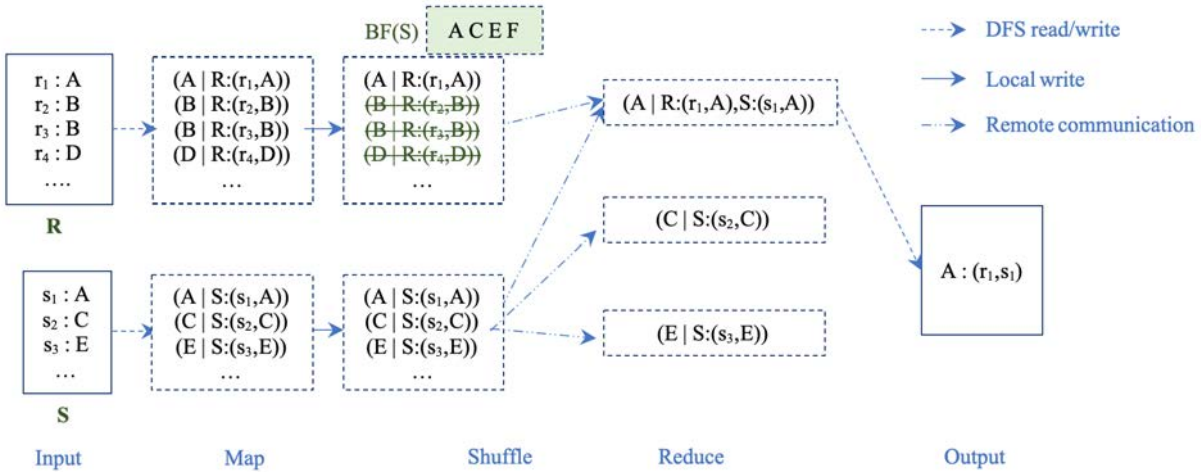 BF(S)
A C E F
DFS read/write
Local write
Remote communication
r₁ : A
r₂ : B
r₃ : B
r₄ : D
....
R
(A | R:(r₁,A))
(B | R:(r₂,B))
(B | R:(r₃,B))
(D | R:(r₄,D))
…
(A | R:(r₁,A))
(B | R:(r₂,B))
(B | R:(r₃,B))
(D | R:(r₄,D))
…
(A | R:(r₁,A),S:(s₁,A))
(C | S:(s₂,C))
(E | S:(s₃,E))
A : (r₁,s₁)
s₁ : A
s₂ : C
s₃ : E
…
S
(A | S:(s₁,A))
(C | S:(s₂,C))
(E | S:(s₃,E))
…
(A | S:(s₁,A))
(C | S:(s₂,C))
(E | S:(s₃,E))
…
Input
Map
Shuffle
Reduce
Output